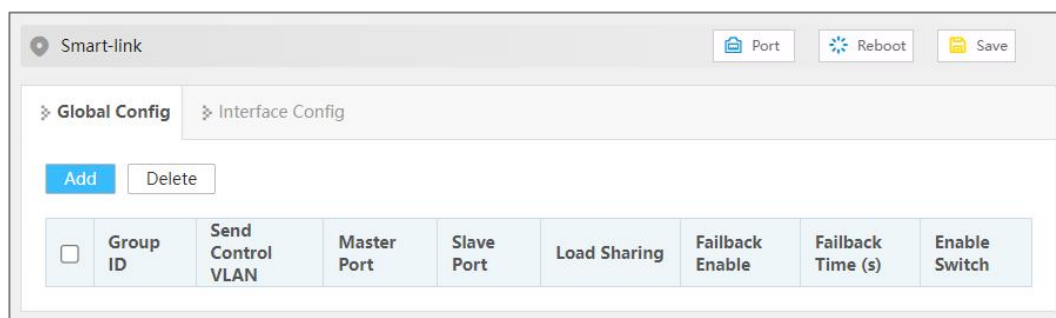 Smart-link Port Reboot Save
Global Config Interface Config
Add Delete
Group ID Send Control VLAN Master Port Slave Port Load Sharing Failback Enable Failback Time (s) Enable Switch